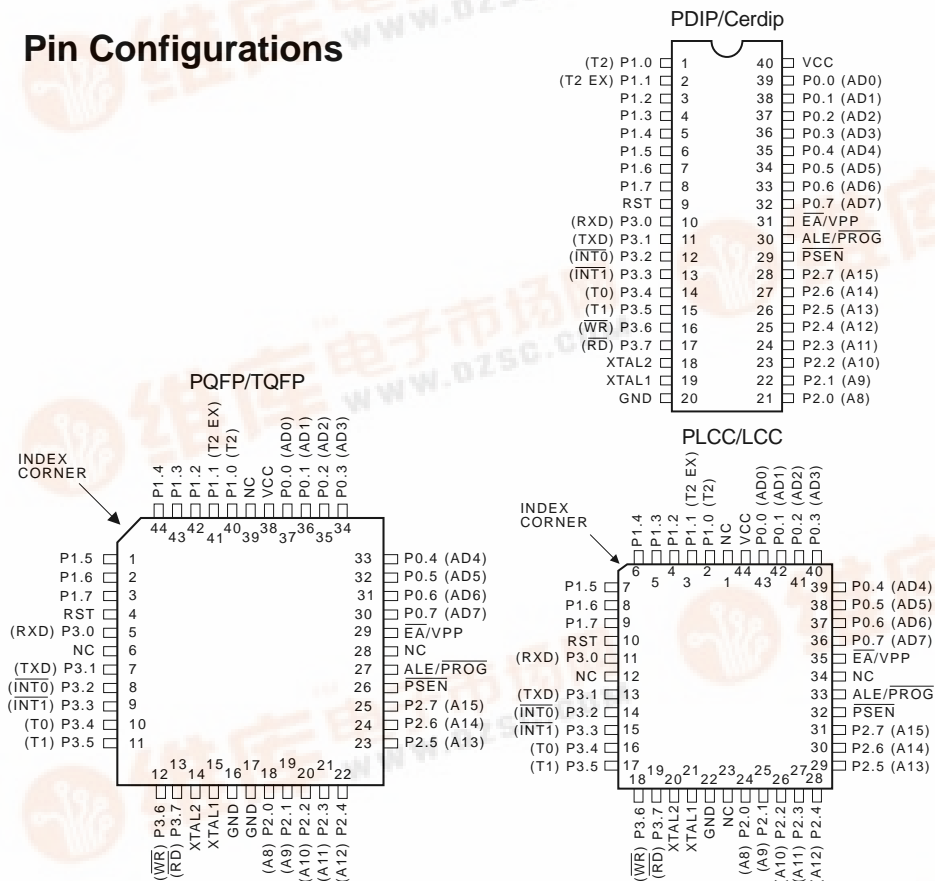 Pin Configurations
PDIP/Cerdip
(T2) P1.0 1 40 VCC
(T2 EX) P1.1 2 39 P0.0 (AD0)
P1.2 3 38 P0.1 (AD1)
P1.3 4 37 P0.2 (AD2)
P1.4 5 36 P0.3 (AD3)
P1.5 6 35 P0.4 (AD4)
P1.6 7 34 P0.5 (AD5)
P1.7 8 33 P0.6 (AD6)
RST 9 32 P0.7 (AD7)
(RXD) P3.0 10 31 EA/VPP
(TXD) P3.1 11 30 ALE/PROG
(INT0) P3.2 12 29 PSEN
(INT1) P3.3 13 28 P2.7 (A15)
(T0) P3.4 14 27 P2.6 (A14)
(T1) P3.5 15 26 P2.5 (A13)
(WR) P3.6 16 25 P2.4 (A12)
(RD) P3.7 17 24 P2.3 (A11)
XTAL2 18 23 P2.2 (A10)
XTAL1 19 22 P2.1 (A9)
GND 20 21 P2.0 (A8)
PQFP/TQFP
INDEX
CORNER
P1.4
P1.3
P1.2
P1.1 (T2 EX)
P1.0 (T2)
NC
VCC
P0.0 (AD0)
P0.1 (AD1)
P0.2 (AD2)
P0.3 (AD3)
44 43 42 41 40 39 38 37 36 35 34
P1.5 1 33 P0.4 (AD4)
P1.6 2 32 P0.5 (AD5)
P1.7 3 31 P0.6 (AD6)
RST 4 30 P0.7 (AD7)
(RXD) P3.0 5 29 EA/VPP
NC 6 28 NC
(TXD) P3.1 7 27 ALE/PROG
(INT0) P3.2 8 26 PSEN
(INT1) P3.3 9 25 P2.7 (A15)
(T0) P3.4 10 24 P2.6 (A14)
(T1) P3.5 11 23 P2.5 (A13)
12 13 14 15 16 17 18 19 20 21 22
(WR) P3.6
(RD) P3.7
XTAL2
XTAL1
GND
GND
(A8) P2.0
(A9) P2.1
(A10) P2.2
(A11) P2.3
(A12) P2.4
PLCC/LCC
INDEX
CORNER
P1.4
P1.3
P1.2
P1.1 (T2 EX)
P1.0 (T2)
NC
VCC
P0.0 (AD0)
P0.1 (AD1)
P0.2 (AD2)
P0.3 (AD3)
6 5 4 3 2 1 44 43 42 41 40
P1.5 7 39 P0.4 (AD4)
P1.6 8 38 P0.5 (AD5)
P1.7 9 37 P0.6 (AD6)
RST 10 36 P0.7 (AD7)
(RXD) P3.0 11 35 EA/VPP
NC 12 34 NC
(TXD) P3.1 13 33 ALE/PROG
(INT0) P3.2 14 32 PSEN
(INT1) P3.3 15 31 P2.7 (A15)
(T0) P3.4 16 30 P2.6 (A14)
(T1) P3.5 17 29 P2.5 (A13)
18 19 20 21 22 23 24 25 26 27 28
(WR) P3.6
(RD) P3.7
XTAL2
XTAL1
GND
NC
(A8) P2.0
(A9) P2.1
(A10) P2.2
(A11) P2.3
(A12) P2.4
维库电子市场
www.dzsc.com